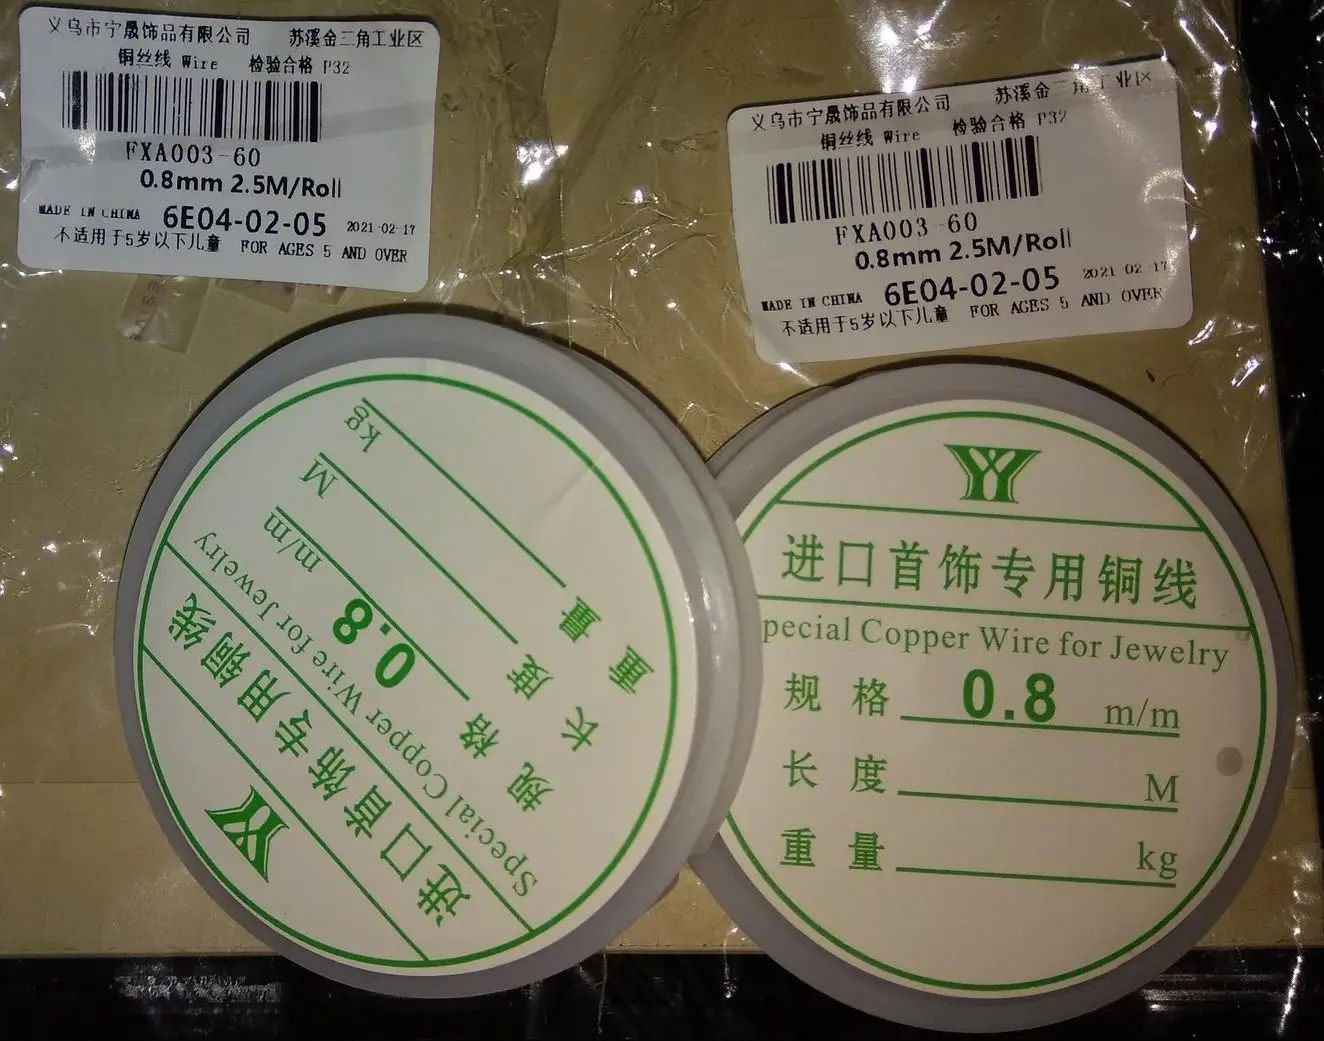 义乌市宁晟饰品有限公司 苏溪金三角工业区
铜丝线 Wire 检验合格 P32
FXA003-60
0.8mm 2.5M/Roll
MADE IN CHINA 6E04-02-05 2021-02-17
不适用于5岁以下儿童 FOR AGES 5 AND OVER
义乌市宁晟饰品有限公司 苏溪金三角工业区
铜丝线 Wire 检验合格 P32
FXA003-60
0.8mm 2.5M/Roll
MADE IN CHINA 6E04-02-05 2021-02-17
不适用于5岁以下儿童 FOR AGES 5 AND OVER
进口首饰专用铜线
Special Copper Wire for Jewelry
规格 0.8 m/m
长度 M
重量 kg
进口首饰专用铜线
pecial Copper Wire for Jewelry
规格 0.8 m/m
长度 M
重量 kg